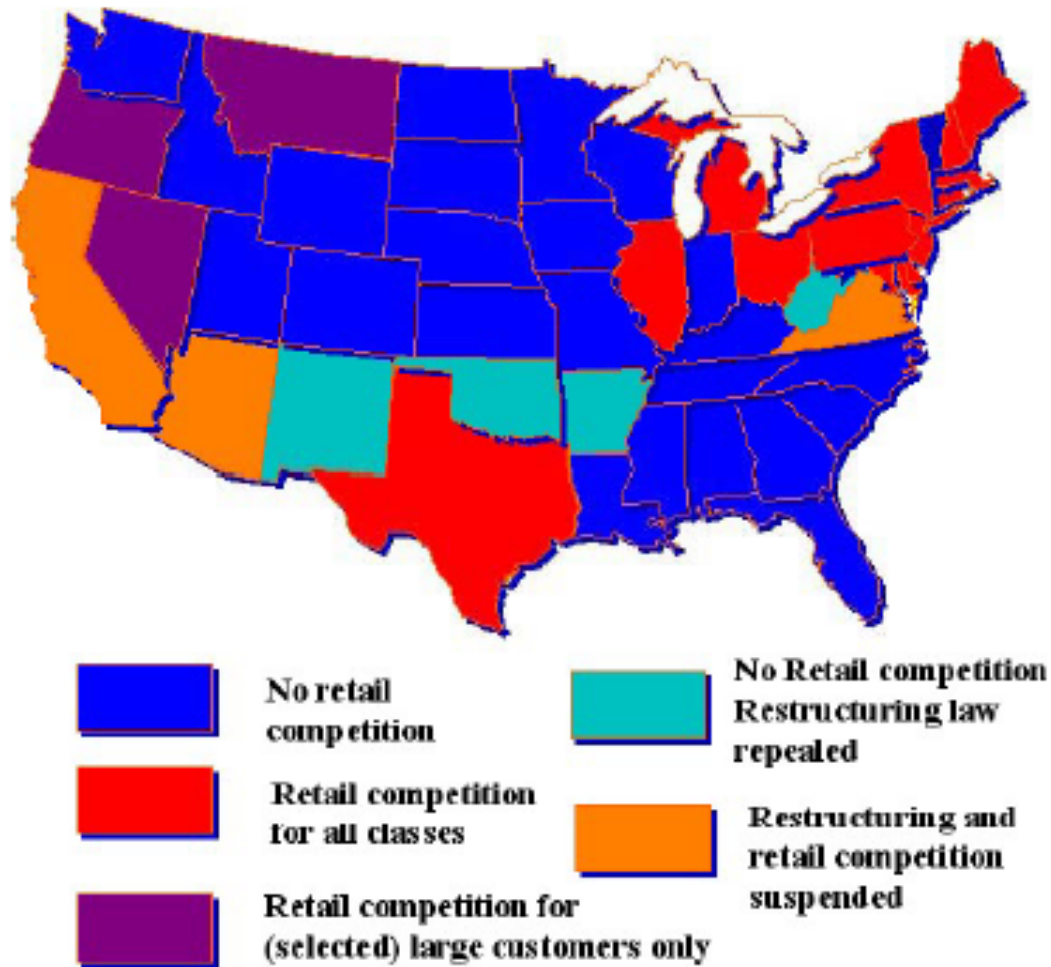 No retail
competition
Retail competition
for all classes
Retail competition for
(selected) large customers only
No Retail competition
Restructuring law
repealed
Restructuring and
retail competition
suspended